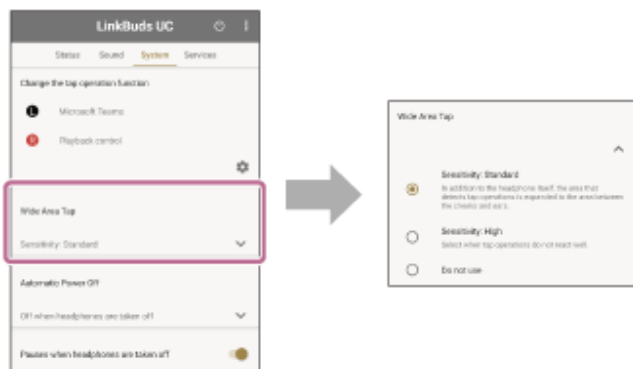 LinkBuds UC
Status Sound System Services
Change the tap operation function
L Microsoft Teams
R Playback control
Wide Area Tap
Sensitivity: Standard
Automatic Power Off
Off when headphones are taken off
Pauses when headphones are taken off
Wide Area Tap
Sensitivity: Standard
In addition to the headphone itself, the area that
detects tap operations is expanded to the area between
the cheeks and ears.
Sensitivity: High
Select when tap operations do not react well.
Do not use